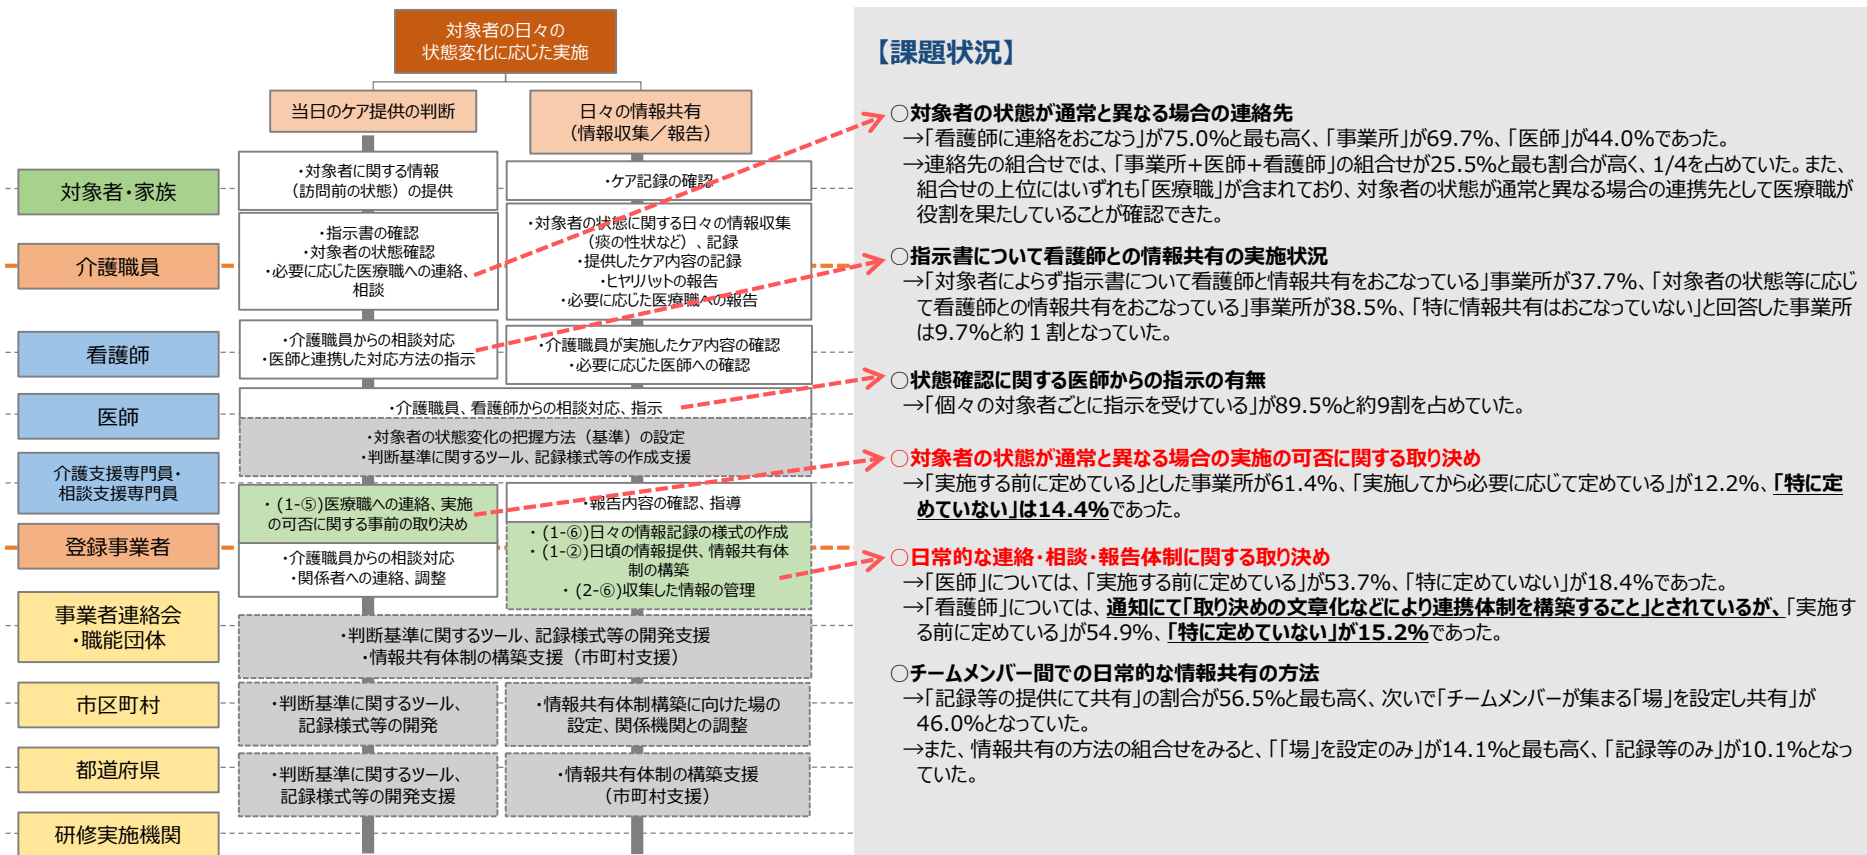 対象者の日々の
状態変化に応じた実施
当日のケア提供の判断
日々の情報共有
（情報収集／報告）
対象者・家族
・対象者に関する情報
（訪問前の状態）の提供
・ケア記録の確認
介護職員
・指示書の確認
・対象者の状態確認
・必要に応じた医療職への連絡、
相談
・対象者の状態に関する日々の情報収集
（痰の性状など）、記録
・提供したケア内容の記録
・ヒヤリハットの報告
・必要に応じた医療職への報告
看護師
・介護職員からの相談対応
・医師と連携した対応方法の指示
・介護職員が実施したケア内容の確認
・必要に応じた医師への確認
医師
・介護職員、看護師からの相談対応、指示
・対象者の状態変化の把握方法（基準）の設定
・判断基準に関するツール、記録様式等の作成支援
介護支援専門員・
相談支援専門員
登録事業者
・ (1-⑤)医療職への連絡、実施
の可否に関する事前の取り決め
・介護職員からの相談対応
・関係者への連絡、調整
・報告内容の確認、指導
・ (1-⑥)日々の情報記録の様式の作成
・ (1-②)日頃の情報提供、情報共有体
制の構築
・ (2-⑥)収集した情報の管理
事業者連絡会
・職能団体
・判断基準に関するツール、記録様式等の開発支援
・情報共有体制の構築支援（市町村支援）
市区町村
・判断基準に関するツール、
記録様式等の開発
・情報共有体制構築に向けた場の
設定、関係機関との調整
都道府県
・判断基準に関するツール、
記録様式等の開発支援
・情報共有体制の構築支援
（市町村支援）
研修実施機関
【課題状況】
○対象者の状態が通常と異なる場合の連絡先
→「看護師に連絡をおこなう」が75.0%と最も高く、「事業所」が69.7%、「医師」が44.0%であった。
→連絡先の組合せでは、「事業所+医師+看護師」の組合せが25.5%と最も割合が高く、1/4を占めていた。また、
組合せの上位にはいずれも「医療職」が含まれており、対象者の状態が通常と異なる場合の連携先として医療職が
役割を果たしていることが確認できた。
○指示書について看護師との情報共有の実施状況
→「対象者によらず指示書について看護師と情報共有をおこなっている」事業所が37.7%、「対象者の状態等に応じ
て看護師との情報共有をおこなっている」事業所が38.5%、「特に情報共有はおこなっていない」と回答した事業所
は9.7%と約１割となっていた。
○状態確認に関する医師からの指示の有無
→「個々の対象者ごとに指示を受けている」が89.5%と約9割を占めていた。
○対象者の状態が通常と異なる場合の実施の可否に関する取り決め
→「実施する前に定めている」とした事業所が61.4%、「実施してから必要に応じて定めている」が12.2%、「特に定
めていない」は14.4%であった。
○日常的な連絡・相談・報告体制に関する取り決め
→「医師」については、「実施する前に定めている」が53.7%、「特に定めていない」が18.4%であった。
→「看護師」については、通知にて「取り決めの文章化などにより連携体制を構築すること」とされているが、「実施す
る前に定めている」が54.9%、「特に定めていない」が15.2%であった。
○チームメンバー間での日常的な情報共有の方法
→「記録等の提供にて共有」の割合が56.5%と最も高く、次いで「チームメンバーが集まる「場」を設定し共有」が
46.0%となっていた。
→また、情報共有の方法の組合せをみると、「「場」を設定のみ」が14.1%と最も高く、「記録等のみ」が10.1%となっ
ていた。